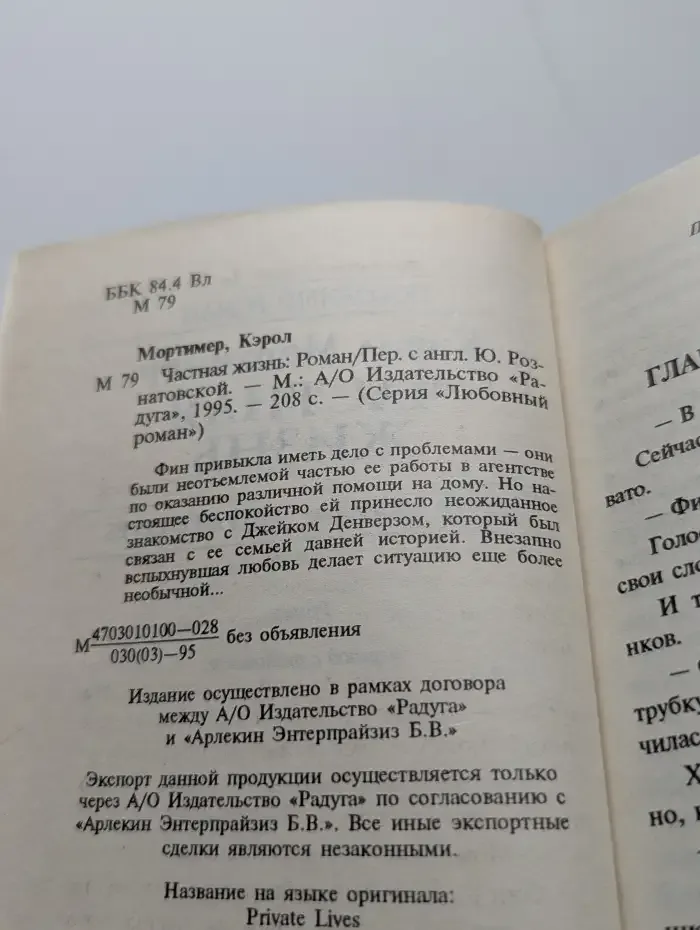 ББК 84.4 Вл
М 79
Мортимер, Кэрол
М 79 Частная жизнь: Роман/Пер. с англ. Ю. Роз-
натовской. — М.: А/О Издательство «Ра-
дуга», 1995. — 208 с. — (Серия «Любовный
роман»)
Фин привыкла иметь дело с проблемами — они
были неотъемлемой частью ее работы в агентстве
по оказанию различной помощи на дому. Но на-
стоящее беспокойство ей принесло неожиданное
знакомство с Джейком Денверзом, который был
связан с ее семьей давней историей. Внезапно
вспыхнувшая любовь делает ситуацию еще более
необычной...
М 4703010100—028 без объявления
030(03)—95
Издание осуществлено в рамках договора
между А/О Издательство «Радуга»
и «Арлекин Энтерпрайзиз Б.В.»
Экспорт данной продукции осуществляется только
через А/О Издательство «Радуга» по согласованию с
«Арлекин Энтерпрайзиз Б.В.». Все иные экспортные
сделки являются незаконными.
Название на языке оригинала:
Private Lives
ГЛА
— В
Сейчас
вато.
— Фи
Голо
свои сло
И т
нков.
трубку
чилас
Х
но,